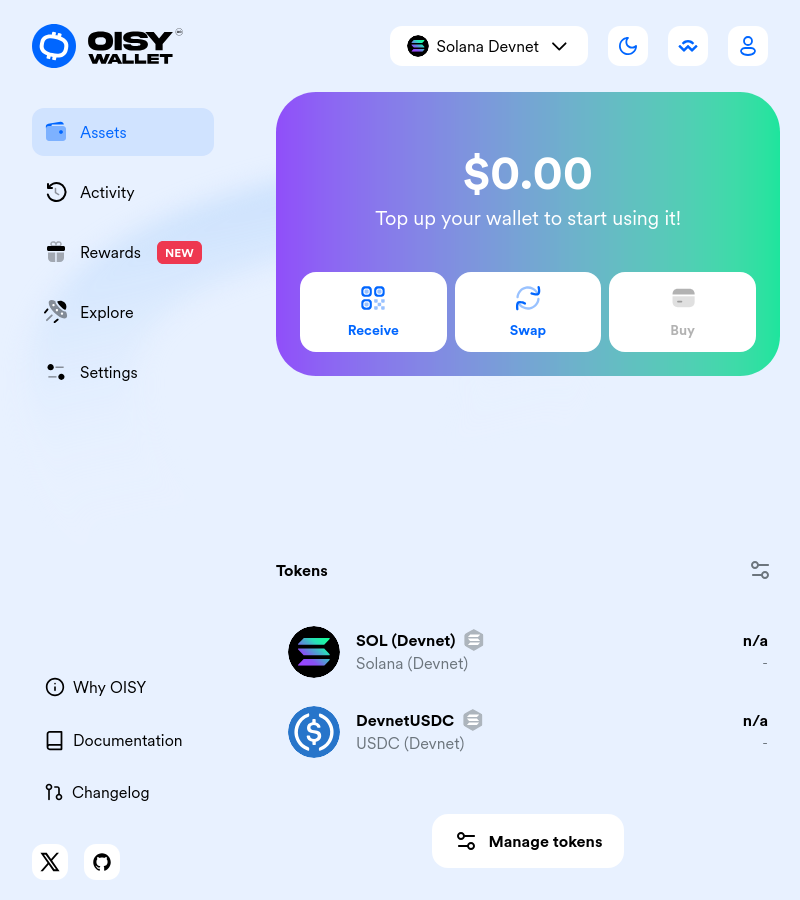 OISY
WALLET
Solana Devnet
Assets
Activity
Rewards NEW
Explore
Settings
$0.00
Top up your wallet to start using it!
Receive
Swap
Buy
Tokens
SOL (Devnet)
n/a
Solana (Devnet)
-
DevnetUSDC
n/a
USDC (Devnet)
-
Manage tokens
Why OISY
Documentation
Changelog